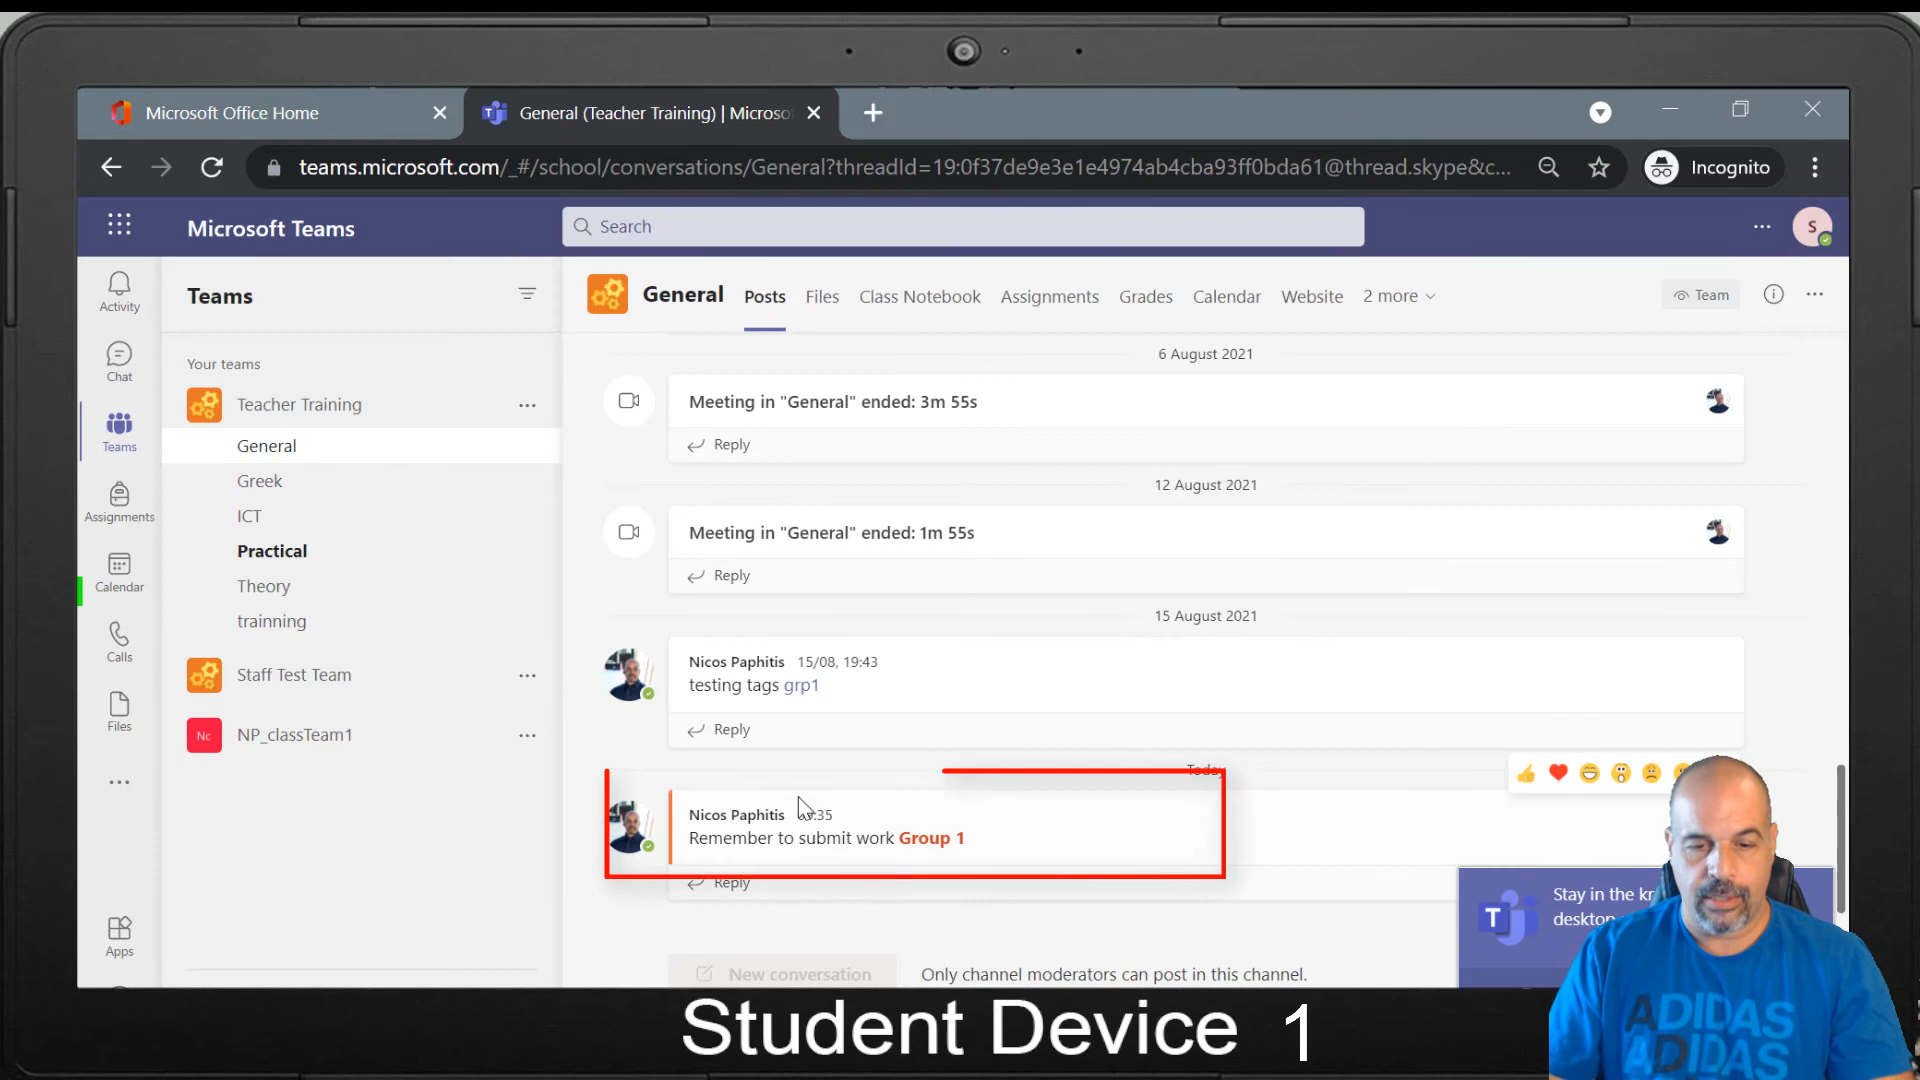 Microsoft Office Home
General (Teacher Training) | Microso
teams.microsoft.com/_#/school/conversations/General?threadId=19:0f37de9e3e1e4974ab4cba93ff0bda61@thread.skype&c...
Incognito
Microsoft Teams
Search
S
Activity
Chat
Teams
Assignments
Calendar
Calls
Files
Apps
Teams
Your teams
Teacher Training
General
Greek
ICT
Practical
Theory
trainning
Staff Test Team
Nc
NP_classTeam1
General
Posts
Files
Class Notebook
Assignments
Grades
Calendar
Website
2 more
Team
6 August 2021
Meeting in "General" ended: 3m 55s
Reply
12 August 2021
Meeting in "General" ended: 1m 55s
Reply
15 August 2021
Nicos Paphitis 15/08, 19:43
testing tags grp1
Reply
Today
Nicos Paphitis :35
Remember to submit work Group 1
Reply
New conversation
Only channel moderators can post in this channel.
T
Stay in the
desktop
ADIDAS
ADIDAS
Student Device 1